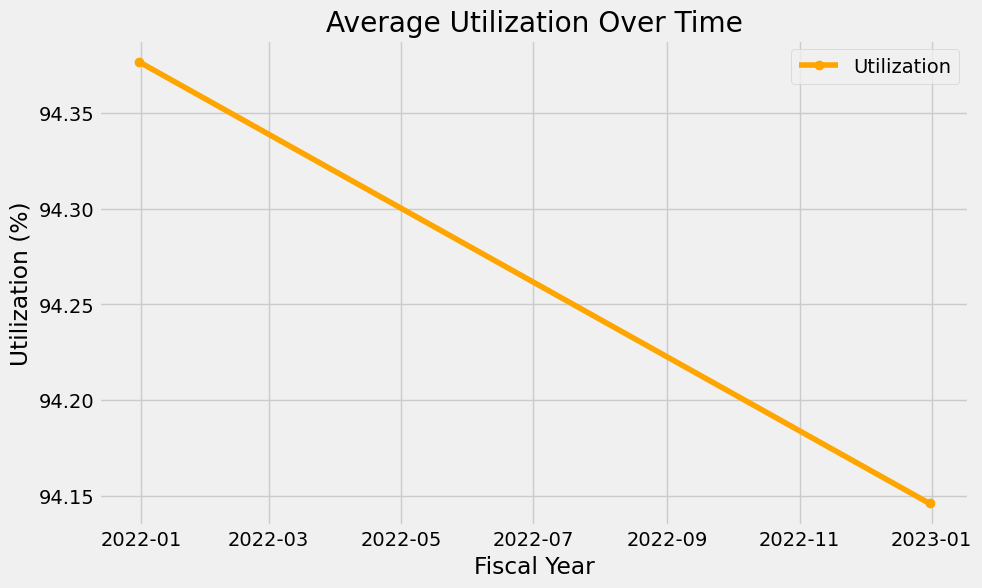 Average Utilization Over Time
Utilization
Utilization (%)
94.35
94.30
94.25
94.20
94.15
2022-01 2022-03 2022-05 2022-07 2022-09 2022-11 2023-01
Fiscal Year